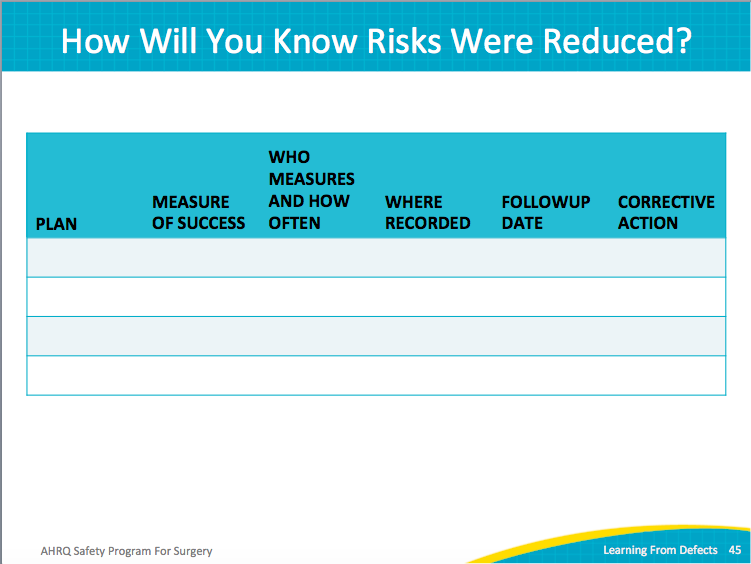 How Will You Know Risks Were Reduced?
PLAN
MEASURE
OF SUCCESS
WHO
MEASURES
AND HOW
OFTEN
WHERE
RECORDED
FOLLOWUP
DATE
CORRECTIVE
ACTION
AHRQ Safety Program For Surgery
Learning From Defects 45